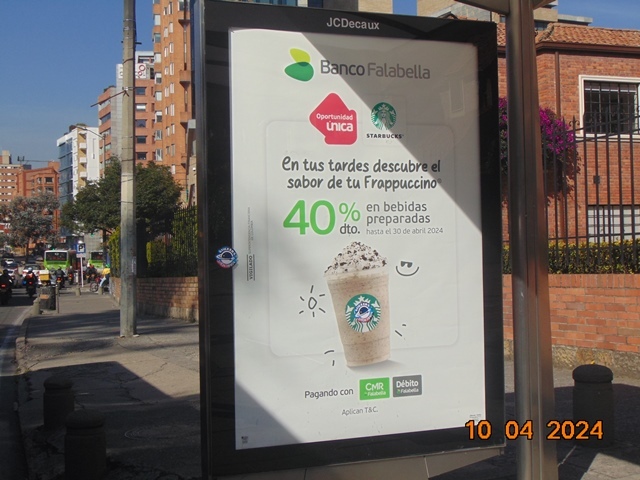 JCDecaux
Banco Falabella
Oportunidad
única
STARBUCKS
En tus tardes descubre el
sabor de tu Frappuccino®
40%
dto.
en bebidas
preparadas
hasta el 30 de abril 2024
Pagando con
CMR
Falabella
Débito
Falabella
Aplican T&C.
10 04 2024